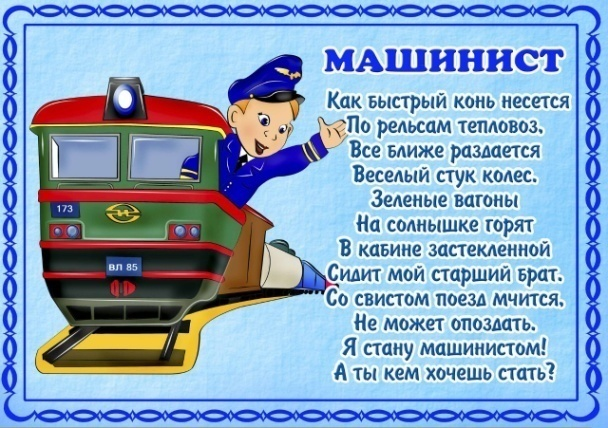 МАШИНИСТ
Как быстрый конь несется
По рельсам тепловоз.
Все ближе раздается
Веселый стук колес.
Зеленые вагоны
На солнышке горят
В кабине застекленной
Сидит мой старший брат.
Со свистом поезд мчится,
Не может опоздать.
Я стану машинистом!
А ты кем хочешь стать?
173
ВЛ 85